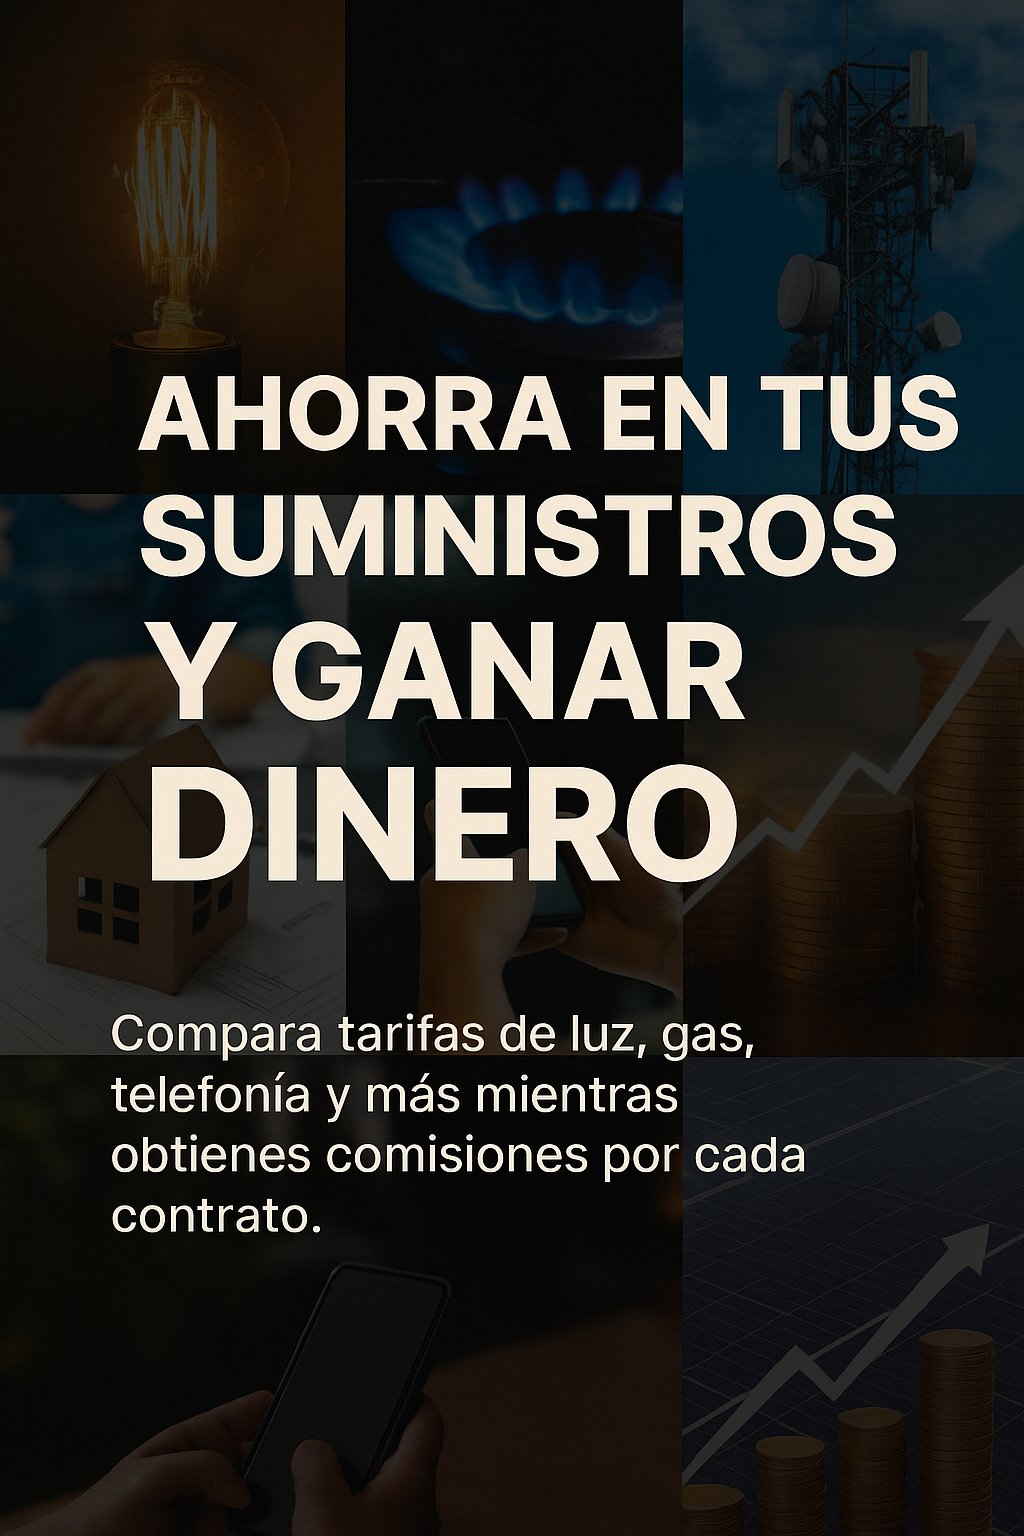 AHORRA EN TUS
SUMINISTROS
Y GANAR
DINERO
Compara tarifas de luz, gas,
telefonía y más mientras
obtienes comisiones por cada
contrato.